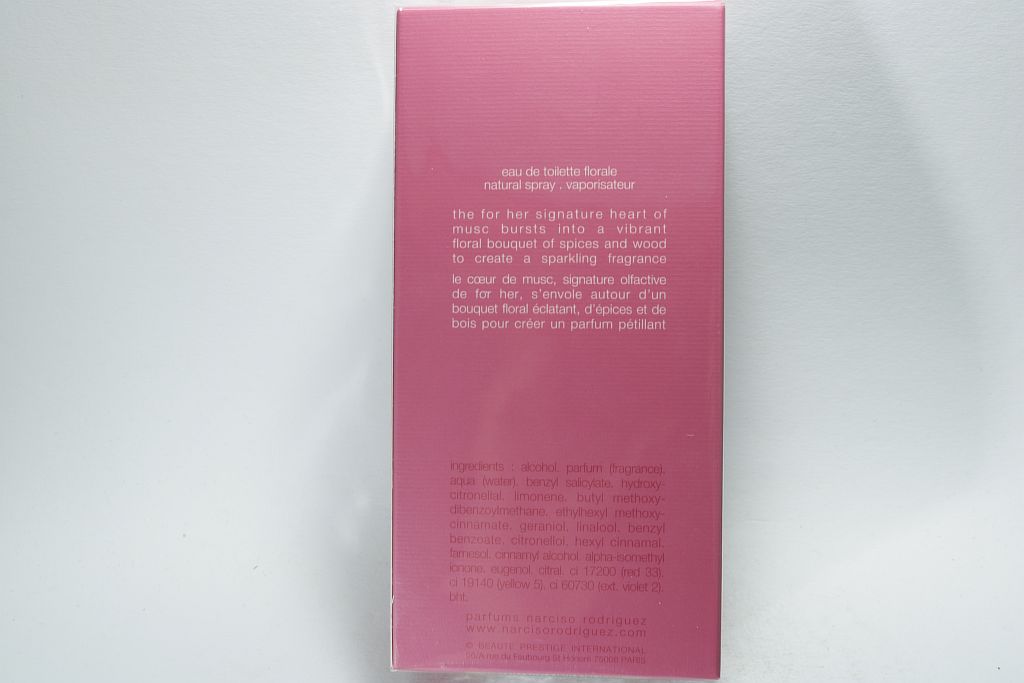 eau de toilette florale
natural spray . vaporisateur
the for her signature heart of
musc bursts into a vibrant
floral bouquet of spices and wood
to create a sparkling fragrance
le cœur de musc, signature olfactive
de for her, s'envole autour d'un
bouquet floral éclatant, d'épices et de
bois pour créer un parfum pétillant
ingredients : alcohol. parfum (fragrance).
aqua (water). benzyl salicylate. hydroxy-
citronellal. limonene. butyl methoxy-
dibenzoylmethane. ethylhexyl methoxy-
cinnamate. geraniol. linalool. benzyl
benzoate. citronellol. hexyl cinnamal.
farnesol. cinnamyl alcohol. alpha-isomethyl
ionone. eugenol. citral. ci 17200 (red 33).
ci 19140 (yellow 5). ci 60730 (ext. violet 2).
bht.
parfums narciso rodriguez
www.narcisorodriguez.com
© BEAUTE PRESTIGE INTERNATIONAL
56/A rue du Faubourg St Honoré 75008 PARIS